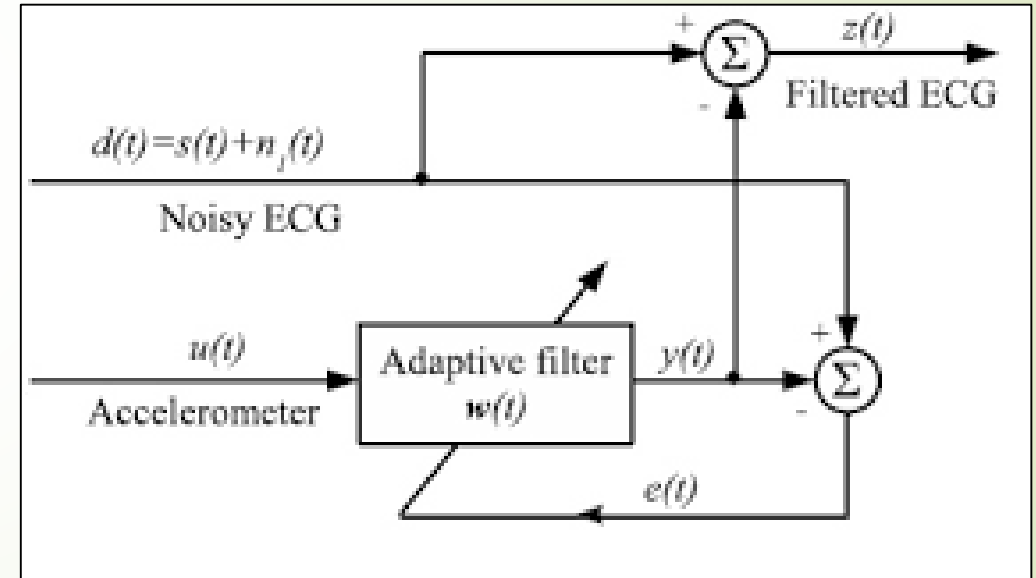 +
Σ
z(t)
-
Filtered ECG
d(t)=s(t)+n₁(t)
Noisy ECG
u(t)
Accelerometer
Adaptive filter
w(t)
y(t)
+
Σ
-
e(t)